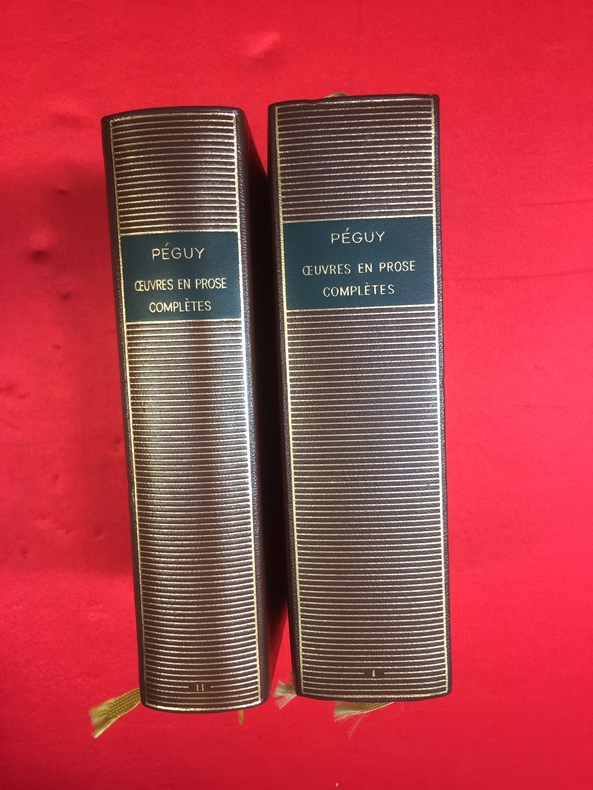 PÉGUY
ŒUVRES EN PROSE
COMPLÈTES
II
PÉGUY
ŒUVRES EN PROSE
COMPLÈTES
I